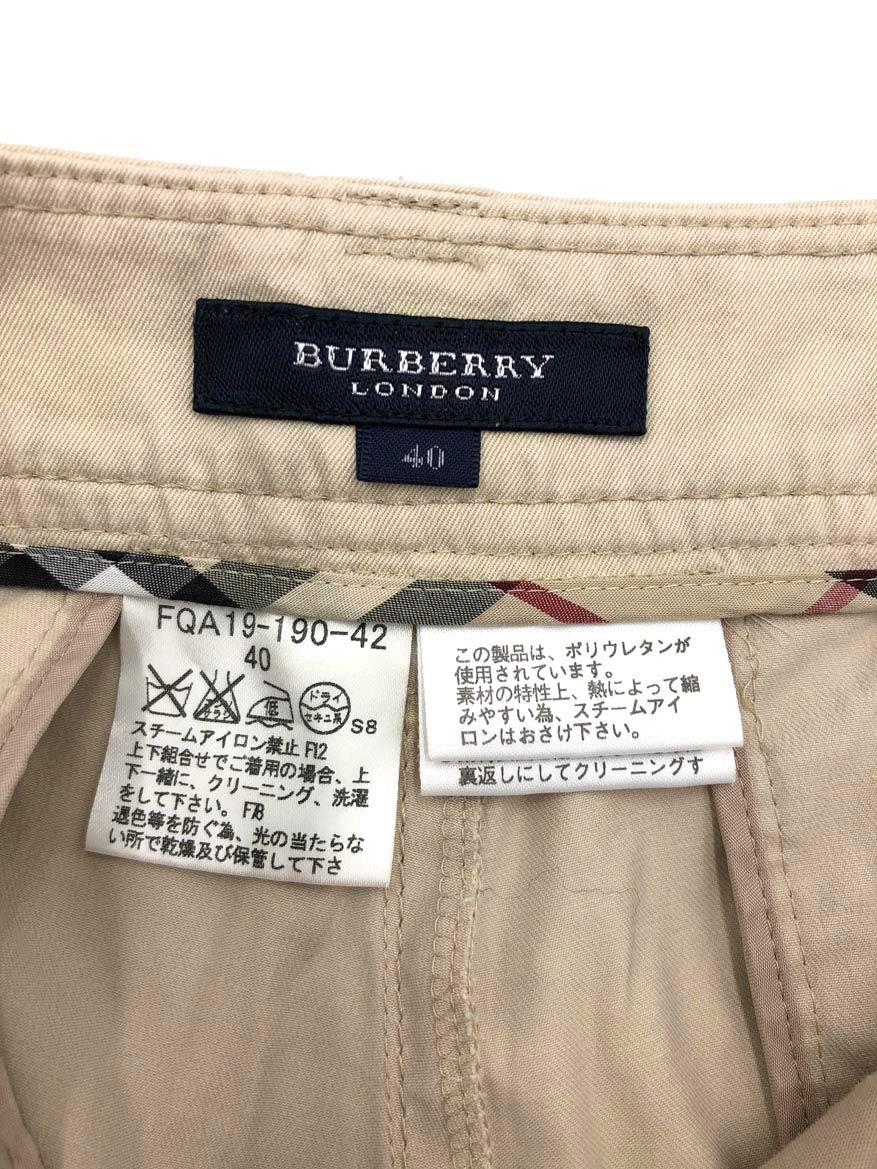 BURBERRY
LONDON
40
FQA19-190-42
40
低
ドライ
セキユ系
S8
スチームアイロン禁止 F12
上下組合せでご着用の場合、上
下一緒に、クリーニング、洗濯
をして下さい。 F/8
退色等を防ぐ為、光の当たらな
い所で乾燥及び保管して下さ
この製品は、ポリウレタンが
使用されています。
素材の特性上、熱によって縮
みやすい為、スチームアイ
ロンはおさけ下さい。
裏返しにしてクリーニングす